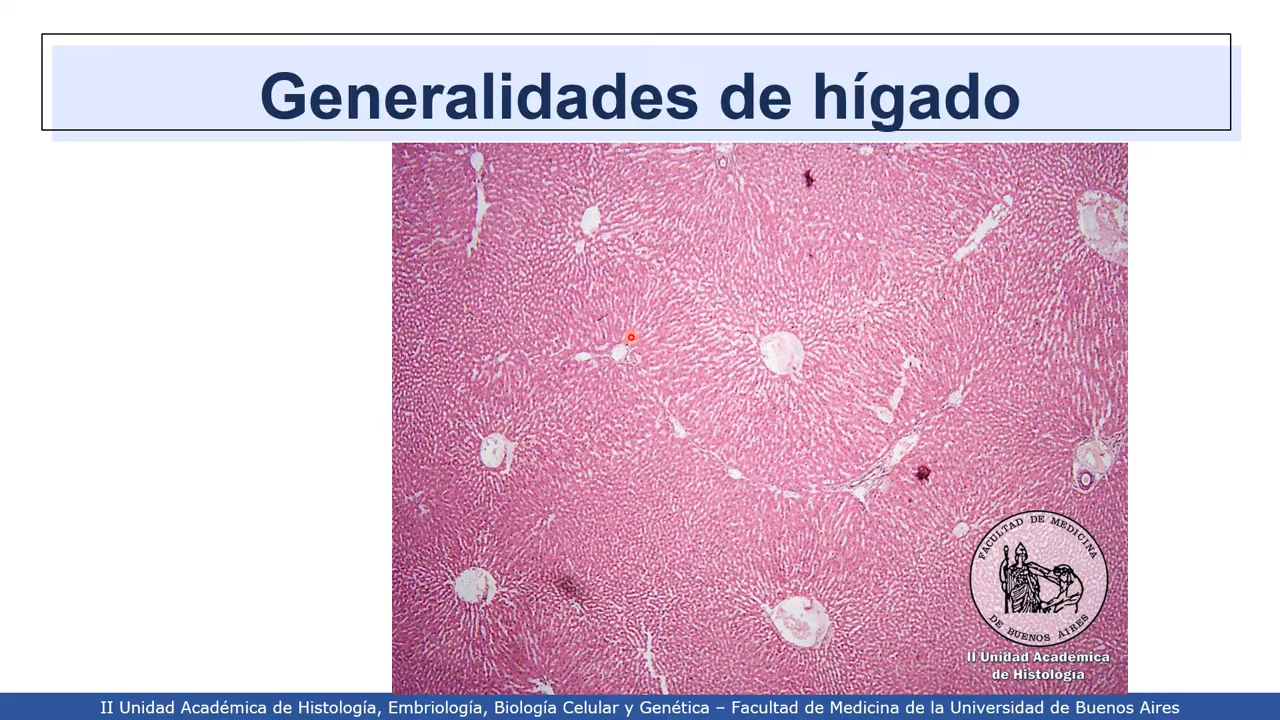 Generalidades de hígado
FACULTAD DE MEDICINA
DE BUENOS AIRES
II Unidad Académica
de Histología
II Unidad Académica de Histología, Embriología, Biología Celular y Genética – Facultad de Medicina de la Universidad de Buenos Aires